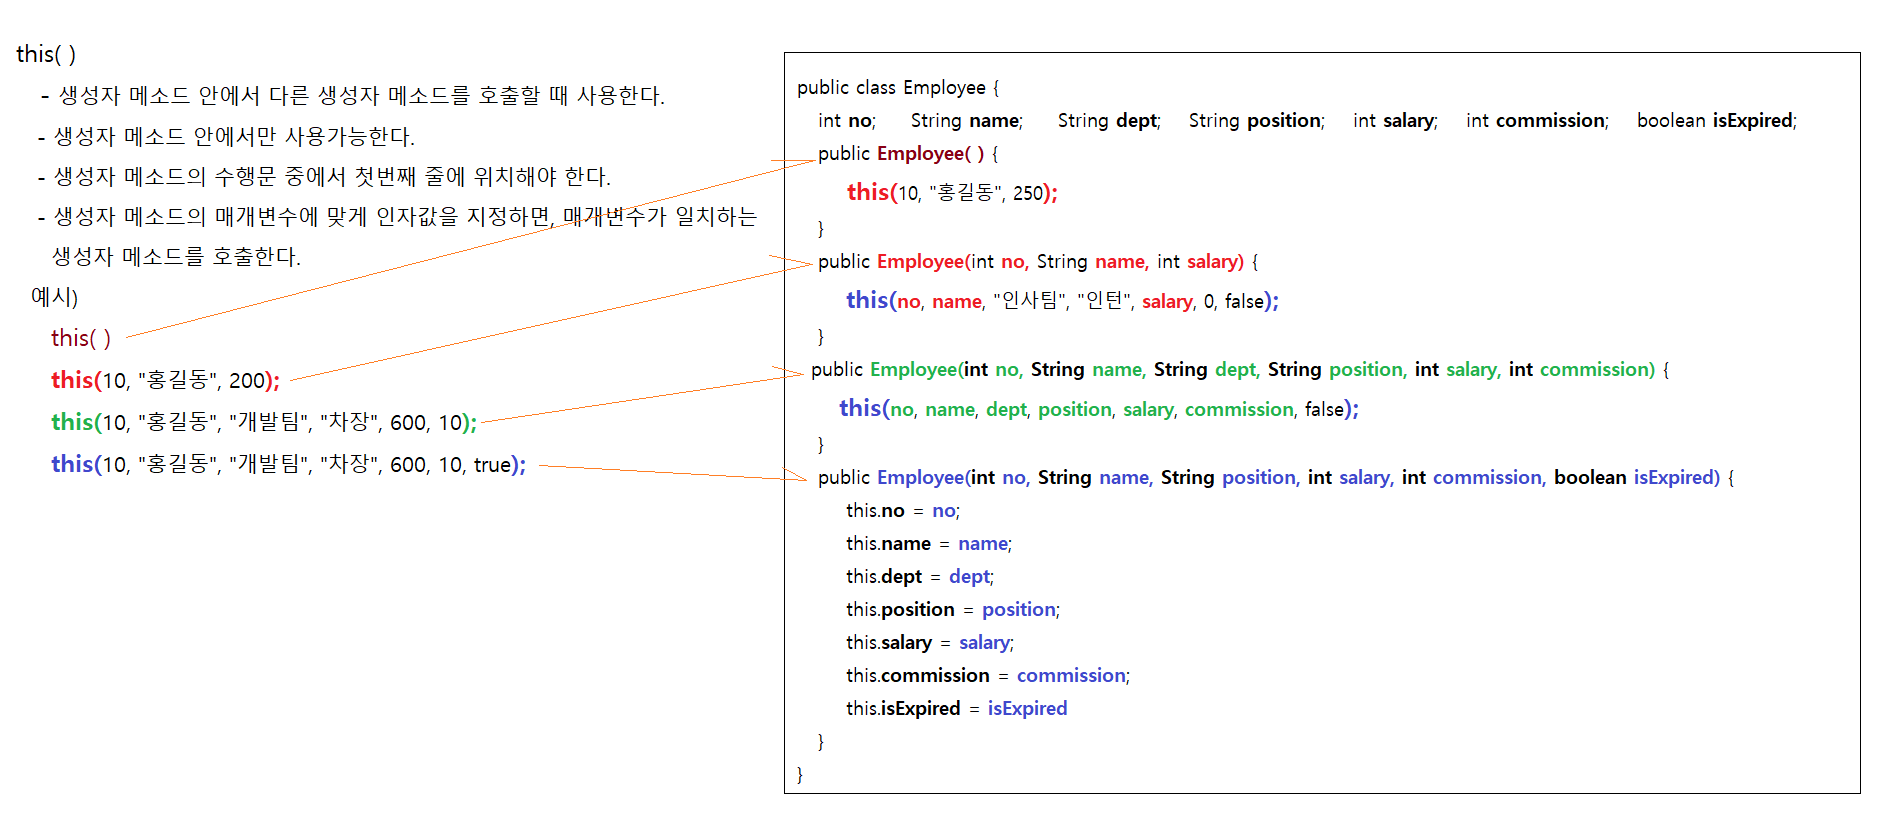 this( )
- 생성자 메소드 안에서 다른 생성자 메소드를 호출할 때 사용한다.
- 생성자 메소드 안에서만 사용가능한다.
- 생성자 메소드의 수행문 중에서 첫번째 줄에 위치해야 한다.
- 생성자 메소드의 매개변수에 맞게 인자값을 지정하면, 매개변수가 일치하는
생성자 메소드를 호출한다.
예시)
this( )
this(10, "홍길동", 200);
this(10, "홍길동", "개발팀", "차장", 600, 10);
this(10, "홍길동", "개발팀", "차장", 600, 10, true);
public class Employee {
int no; String name; String dept; String position; int salary; int commission; boolean isExpired;
public Employee( ) {
this(10, "홍길동", 250);
}
public Employee(int no, String name, int salary) {
this(no, name, "인사팀", "인턴", salary, 0, false);
}
public Employee(int no, String name, String dept, String position, int salary, int commission) {
this(no, name, dept, position, salary, commission, false);
}
public Employee(int no, String name, String position, int salary, int commission, boolean isExpired) {
this.no = no;
this.name = name;
this.dept = dept;
this.position = position;
this.salary = salary;
this.commission = commission;
this.isExpired = isExpired
}
}